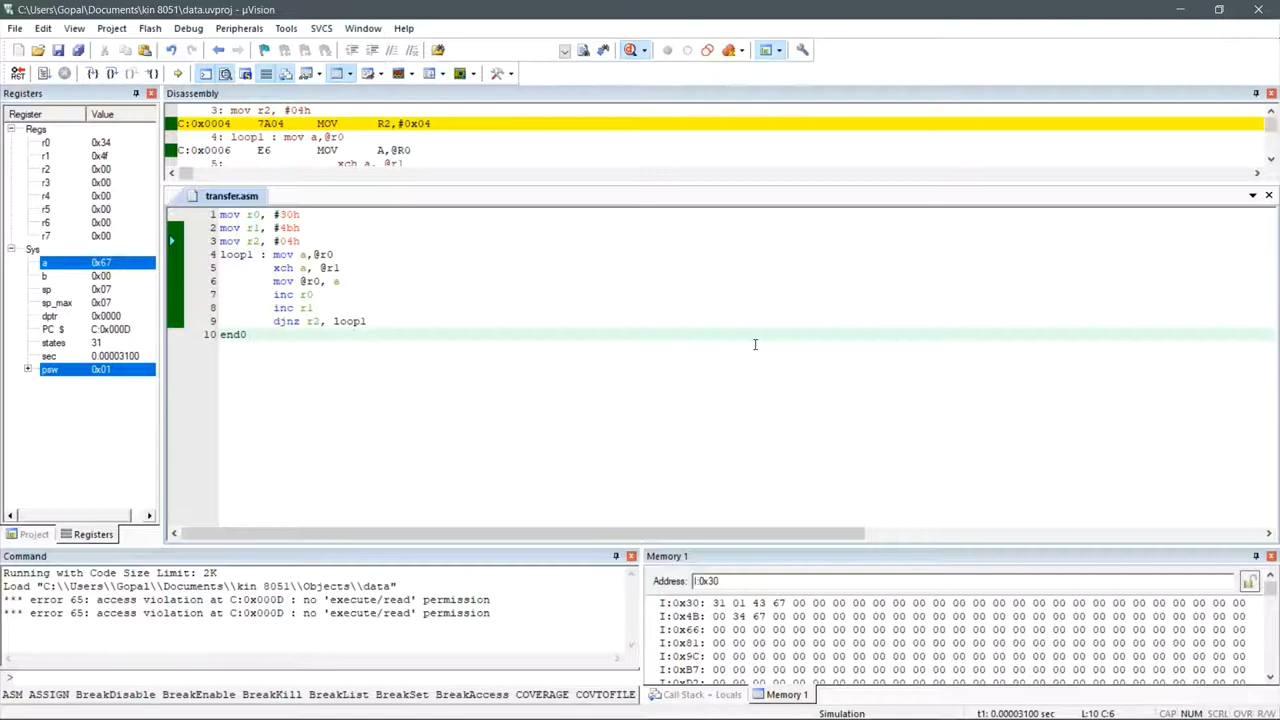 C:\Users\Gopal\Documents\kin 8051\data.uvproj - µVision
File Edit View Project Flash Debug Peripherals Tools SVCS Window Help
Registers
Register Value
Regs
r0 0x34
r1 0x4f
r2 0x00
r3 0x00
r4 0x00
r5 0x00
r6 0x00
r7 0x00
Sys
a 0x67
b 0x00
sp 0x07
sp_max 0x07
dptr 0x0000
PC $ C:0x000D
states 31
sec 0.00003100
psw 0x01
Project Registers
Disassembly
3: mov r2, #04h
C:0x0004 7A04 MOV R2,#0x04
4: loop1 : mov a,@r0
C:0x0006 E6 MOV A,@R0
5: xch a, @r1
transfer.asm
1 mov r0, #30h
2 mov r1, #4bh
3 mov r2, #04h
4 loop1 : mov a,@r0
5 xch a, @r1
6 mov @r0, a
7 inc r0
8 inc r1
9 djnz r2, loop1
10 end0
Command
Running with Code Size Limit: 2K
Load "C:\\Users\\Gopal\\Documents\\kin 8051\\Objects\\data"
*** error 65: access violation at C:0x000D : no 'execute/read' permission
*** error 65: access violation at C:0x000D : no 'execute/read' permission
>
ASM ASSIGN BreakDisable BreakEnable BreakKill BreakList BreakSet BreakAccess COVERAGE COVTOFILE
Memory 1
Address: I:0x30
I:0x30: 31 01 43 67 00 00 00 00 00 00 00 00 00 00 00 00 00 00 00 00 00 00 00 00 00 00 00
I:0x4B: 00 34 67 00 00 00 00 00 00 00 00 00 00 00 00 00 00 00 00 00 00 00 00 00 00 00 00
I:0x66: 00 00 00 00 00 00 00 00 00 00 00 00 00 00 00 00 00 00 00 00 00 00 00 00 00 00 00
I:0x81: 00 00 00 00 00 00 00 00 00 00 00 00 00 00 00 00 00 00 00 00 00 00 00 00 00 00 00
I:0x9C: 00 00 00 00 00 00 00 00 00 00 00 00 00 00 00 00 00 00 00 00 00 00 00 00 00 00 00
I:0xB7: 00 00 00 00 00 00 00 00 00 00 00 00 00 00 00 00 00 00 00 00 00 00 00 00 00 00 00
Call Stack + Locals Memory 1
Simulation t1: 0.00003100 sec L:10 C:6 CAP NUM SCRL OVR R/W